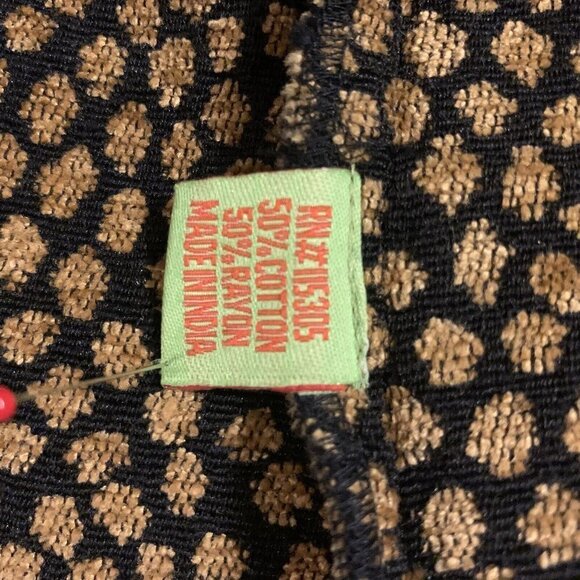 RN# 115305
50% COTTON
50% RAYON
MADE IN INDIA